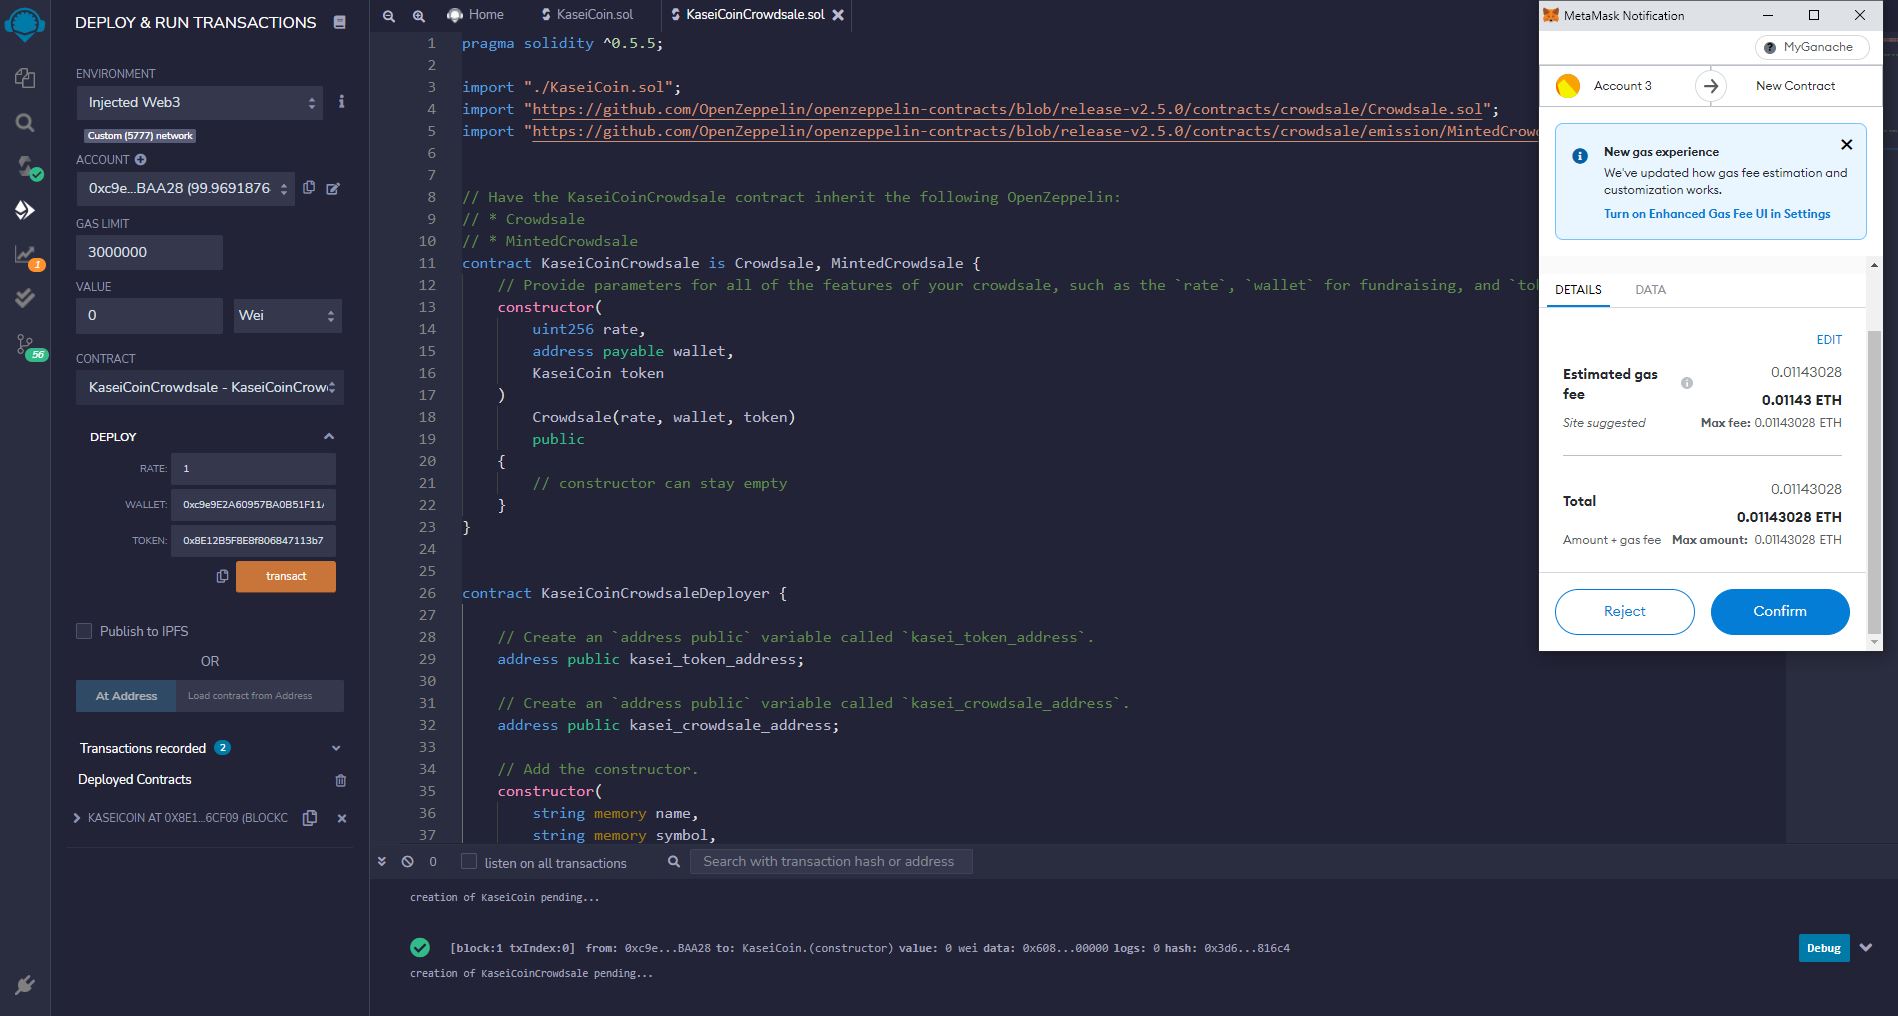 DEPLOY & RUN TRANSACTIONS
ENVIRONMENT
Injected Web3
Custom (5777) network
ACCOUNT
0xc9e...BAA28 (99.9691876
GAS LIMIT
3000000
VALUE
0
Wei
CONTRACT
KaseiCoinCrowdsale - KaseiCoinCrow
DEPLOY
RATE: 1
WALLET: 0xc9e9E2A60957BA0B51F11
TOKEN: 0x8E12B5F8E8f806847113b7
transact
Publish to IPFS
OR
At Address
Load contract from Address
Transactions recorded 2
Deployed Contracts
KASEICOIN AT 0X8E1...6CF09 (BLOCKC
1
56
Home
KaseiCoin.sol
KaseiCoinCrowdsale.sol
1 pragma solidity ^0.5.5;
2
3 import "./KaseiCoin.sol";
4 import "https://github.com/OpenZeppelin/openzeppelin-contracts/blob/release-v2.5.0/contracts/crowdsale/Crowdsale.sol";
5 import "https://github.com/OpenZeppelin/openzeppelin-contracts/blob/release-v2.5.0/contracts/crowdsale/emission/MintedCrow
6
7
8 // Have the KaseiCoinCrowdsale contract inherit the following OpenZeppelin:
9 // * Crowdsale
10 // * MintedCrowdsale
11 contract KaseiCoinCrowdsale is Crowdsale, MintedCrowdsale {
12 // Provide parameters for all of the features of your crowdsale, such as the `rate`, `wallet` for fundraising, and `to
13 constructor(
14 uint256 rate,
15 address payable wallet,
16 KaseiCoin token
17 )
18 Crowdsale(rate, wallet, token)
19 public
20 {
21 // constructor can stay empty
22 }
23 }
24
25
26 contract KaseiCoinCrowdsaleDeployer {
27
28 // Create an `address public` variable called `kasei_token_address`.
29 address public kasei_token_address;
30
31 // Create an `address public` variable called `kasei_crowdsale_address`.
32 address public kasei_crowdsale_address;
33
34 // Add the constructor.
35 constructor(
36 string memory name,
37 string memory symbol,
0
listen on all transactions
Search with transaction hash or address
creation of KaseiCoin pending...
[block:1 txIndex:0] from: 0xc9e...BAA28 to: KaseiCoin.(constructor) value: 0 wei data: 0x608...00000 logs: 0 hash: 0x3d6...816c4
Debug
creation of KaseiCoinCrowdsale pending...
MetaMask Notification
MyGanache
Account 3
New Contract
New gas experience
We've updated how gas fee estimation and
customization works.
Turn on Enhanced Gas Fee UI in Settings
DETAILS
DATA
EDIT
Estimated gas fee
0.01143028
0.01143 ETH
Site suggested
Max fee: 0.01143028 ETH
Total
0.01143028
0.01143028 ETH
Amount + gas fee Max amount: 0.01143028 ETH
Reject
Confirm